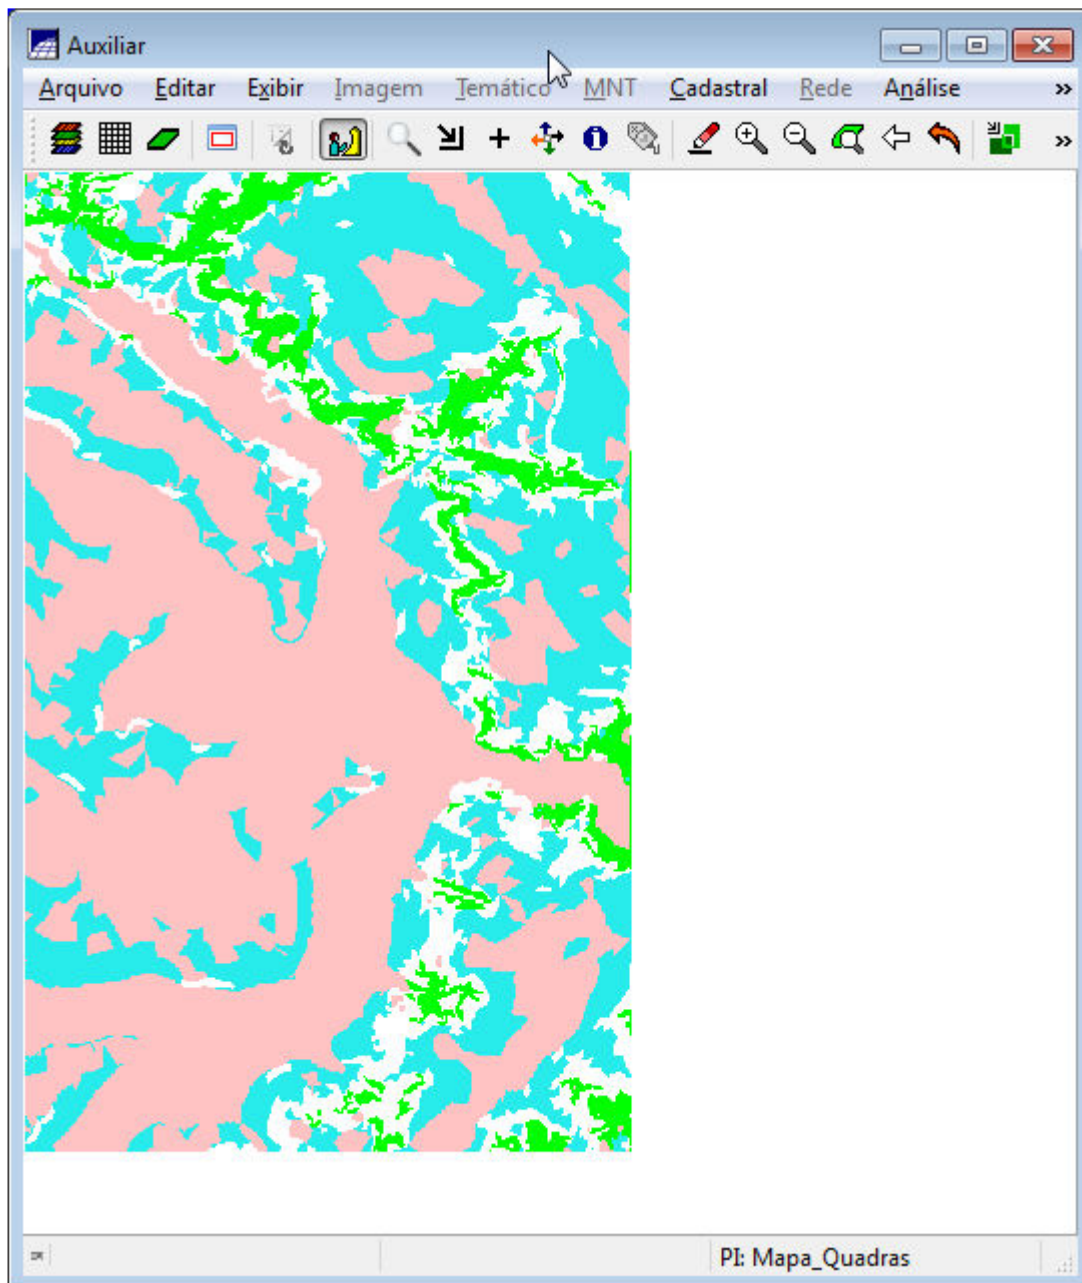 Auxiliar
Arquivo Editar Exibir Imagem Temático MNT Cadastral Rede Análise »
»
PI: Mapa_Quadras